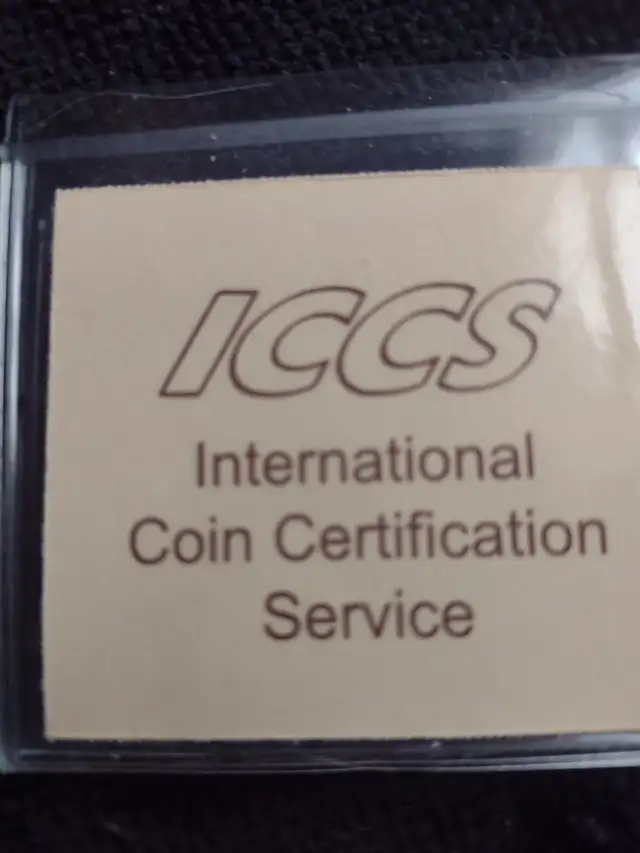 ICCS
International
Coin Certification
Service